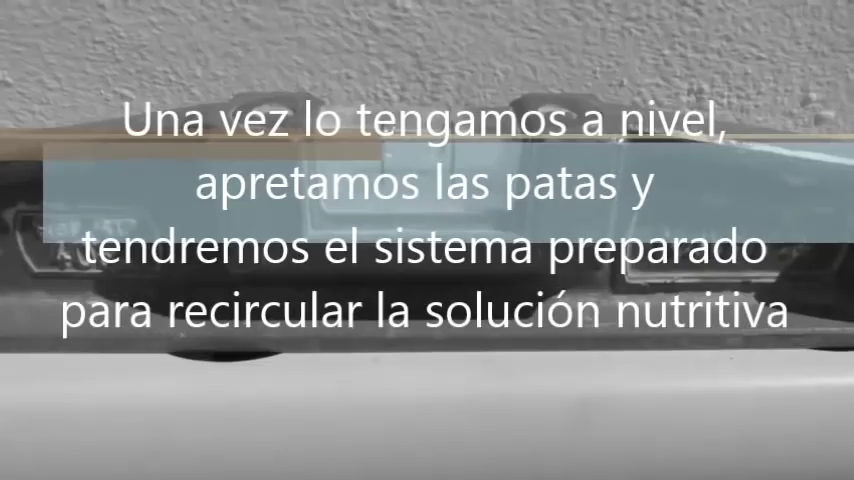 Una vez lo tengamos a nivel,
apretamos las patas y
tendremos el sistema preparado
para recircular la solución nutritiva